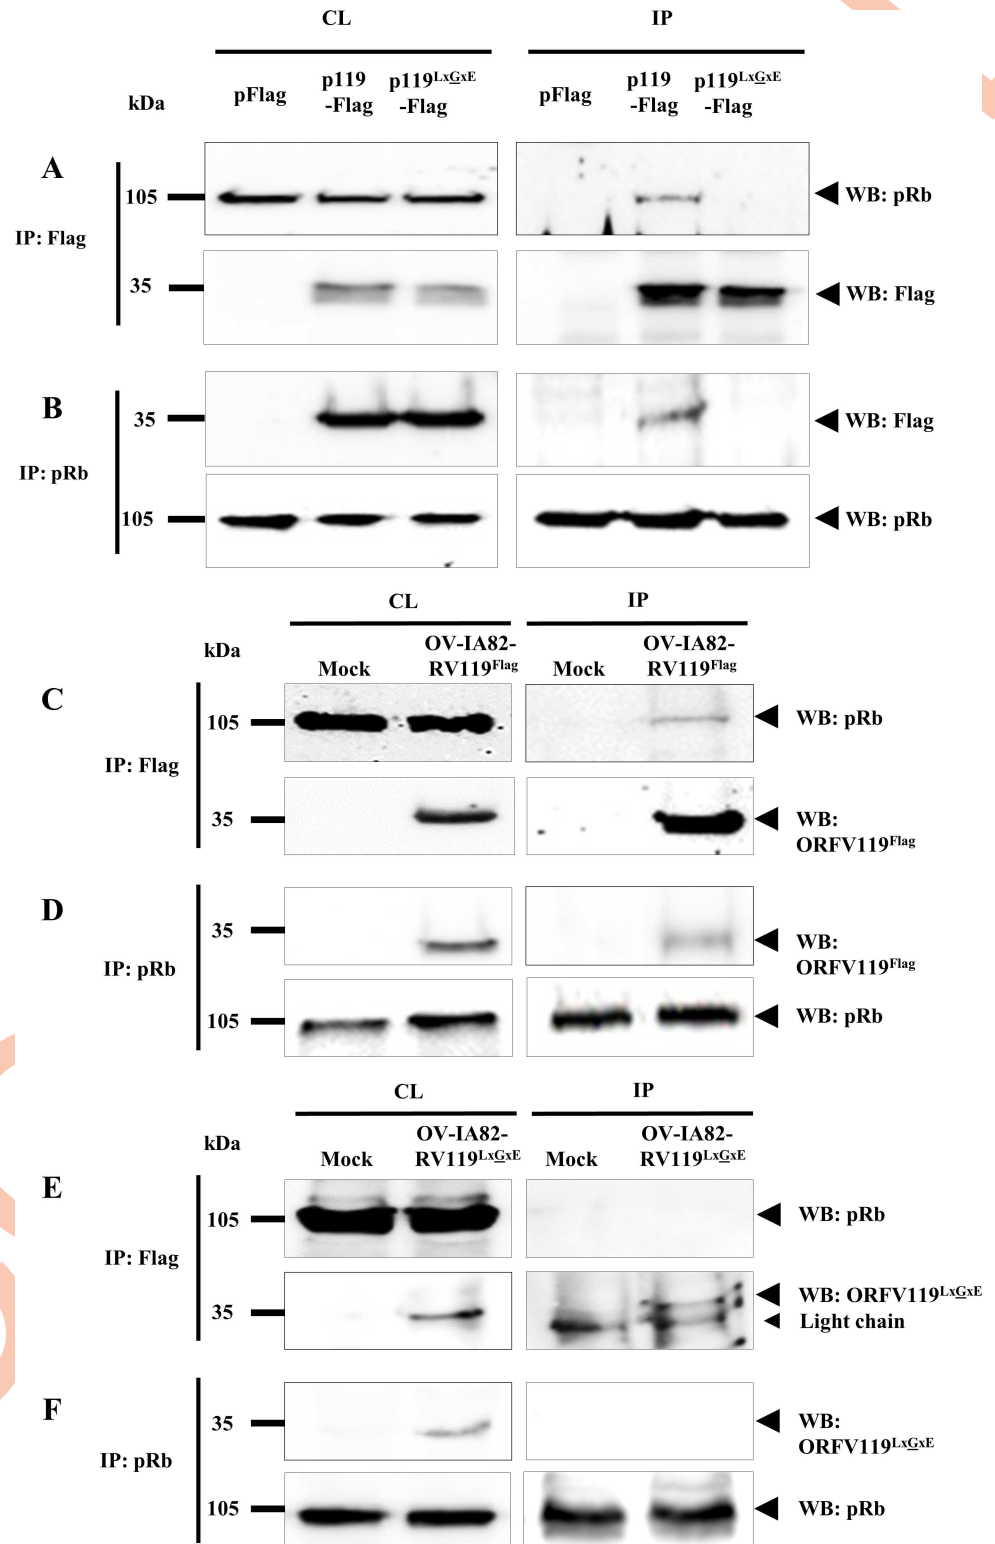 CL IP
kDa pFlag p119 -Flag p119LxGxE -Flag pFlag p119 -Flag p119LxGxE -Flag
A
IP: Flag
105 WB: pRb
35 WB: Flag
B
IP: pRb
35 WB: Flag
105 WB: pRb
CL IP
kDa Mock OV-IA82- RV119Flag Mock OV-IA82- RV119Flag
C
IP: Flag
105 WB: pRb
35 WB:
ORFV119Flag
D
IP: pRb
35 WB:
ORFV119Flag
105 WB: pRb
CL IP
kDa Mock OV-IA82- RV119LxGxE Mock OV-IA82- RV119LxGxE
E
IP: Flag
105 WB: pRb
35 WB: ORFV119LxGxE
Light chain
F
IP: pRb
35 WB:
ORFV119LxGxE
105 WB: pRb